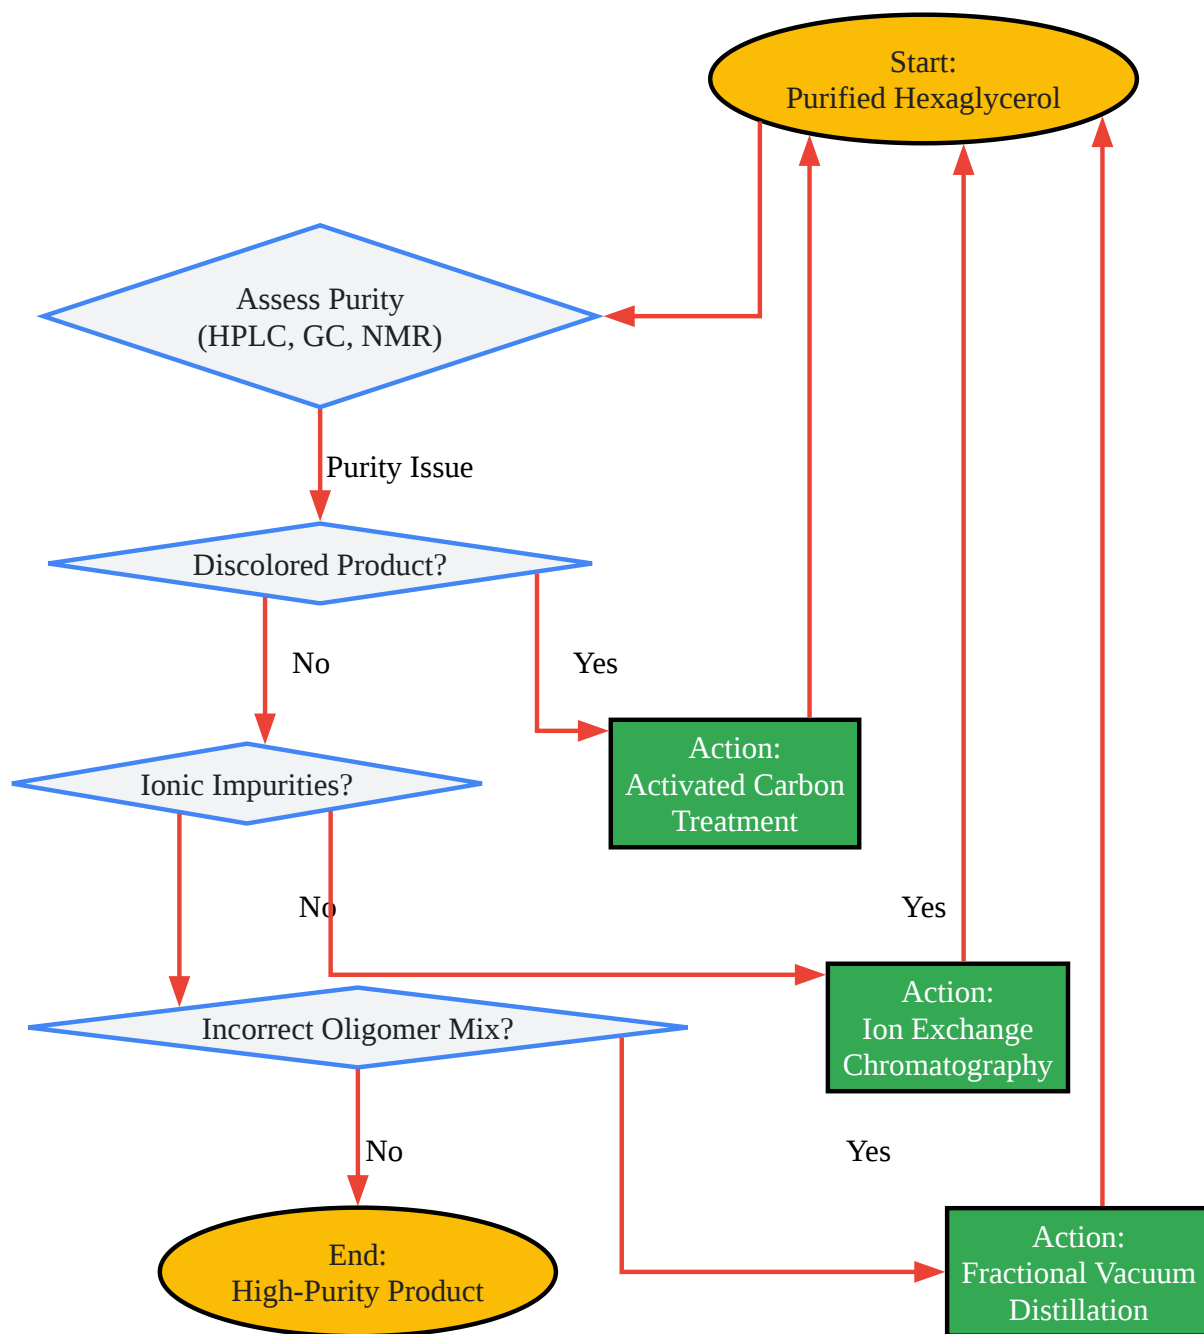 Start:
Purified Hexaglycerol
Assess Purity
(HPLC, GC, NMR)
Purity Issue
Discolored Product?
No
Yes
Action:
Activated Carbon
Treatment
Ionic Impurities?
No
Yes
Action:
Ion Exchange
Chromatography
Incorrect Oligomer Mix?
No
Yes
Action:
Fractional Vacuum
Distillation
End:
High-Purity Product